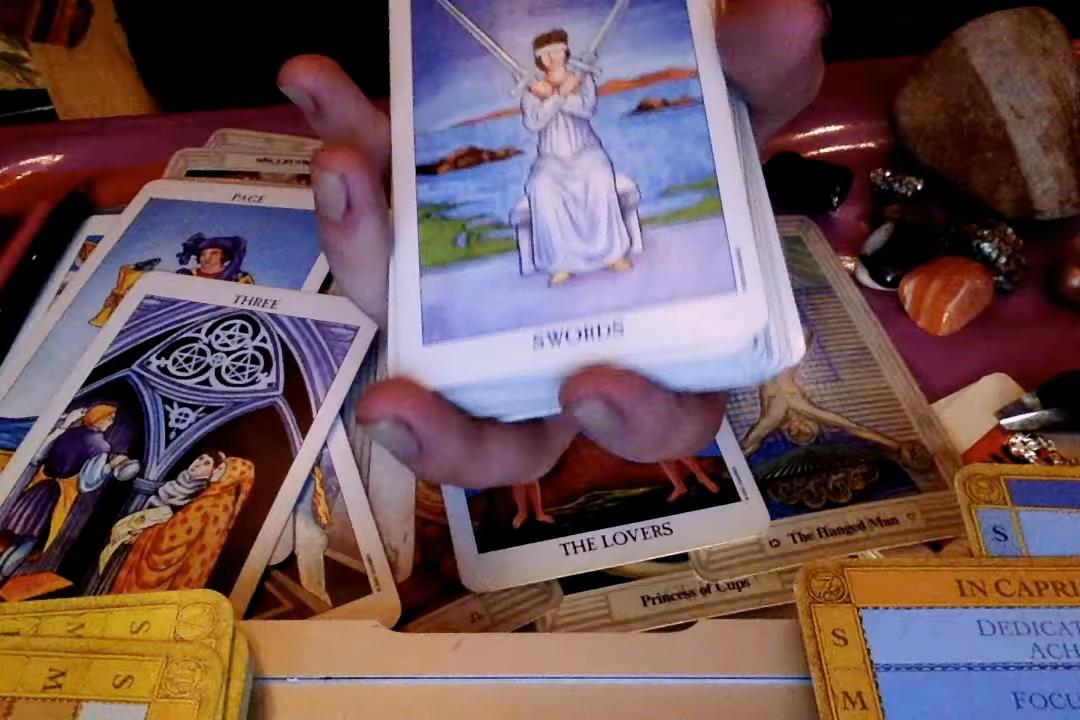 PAGE
THREE
SWORDS
THE LOVERS
The Hanged Man
Princess of Cups
S
IN CAPRI
S
DEDICAT
ACH
M
FOCU
S
M
S
M